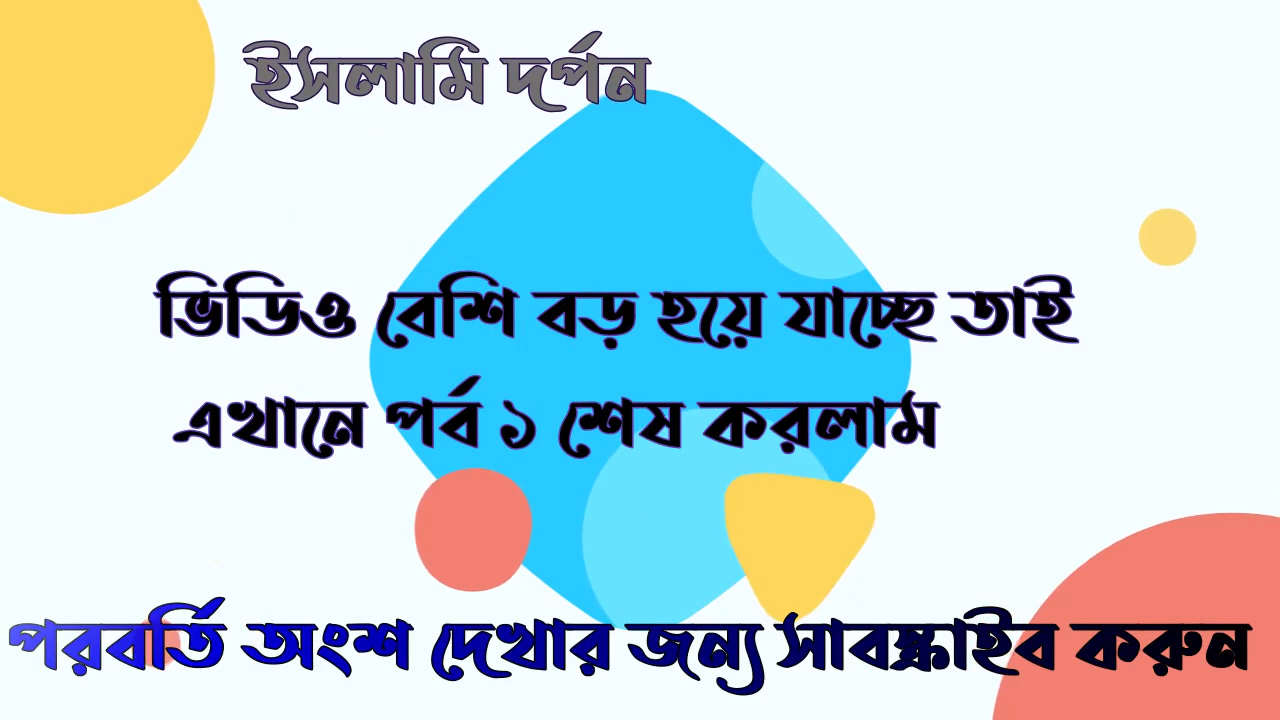 ইসলামি দর্পন
ভিডিও বেশি বড় হয়ে যাচ্ছে তাই
এখানে পর্ব ১ শেষ করলাম
পরবর্তি অংশ দেখার জন্য সাবস্ক্রাইব করুন